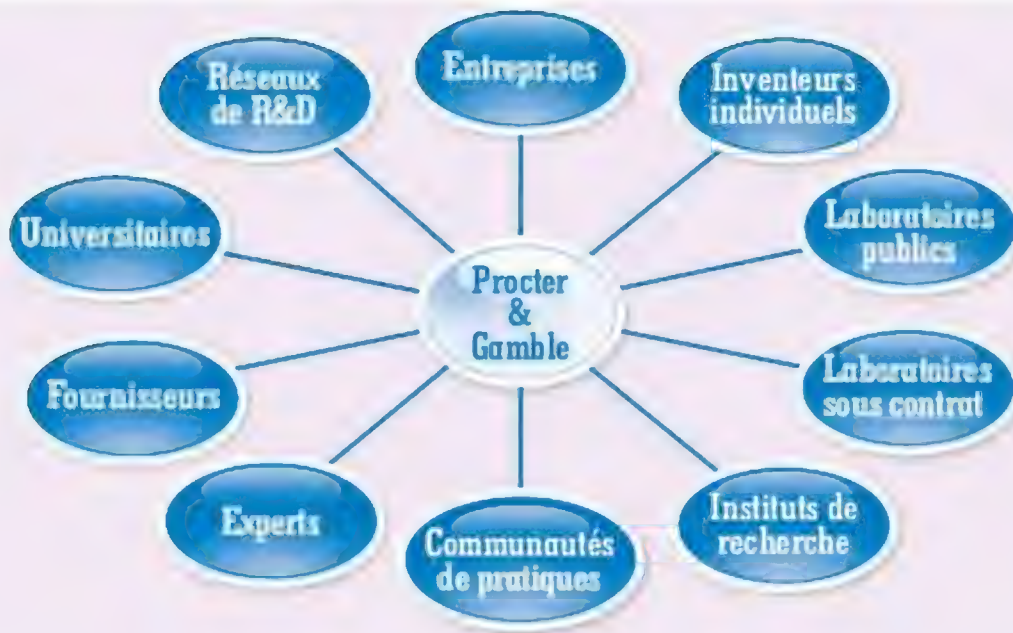 Entreprises
Réseaux
de R&D
Inventeurs
individuels
Universitaires
Laboratoires
publics
Procter
&
Gamble
Fournisseurs
Laboratoires
sous contrat
Experts
Communautés
de pratiques
Instituts de
recherche